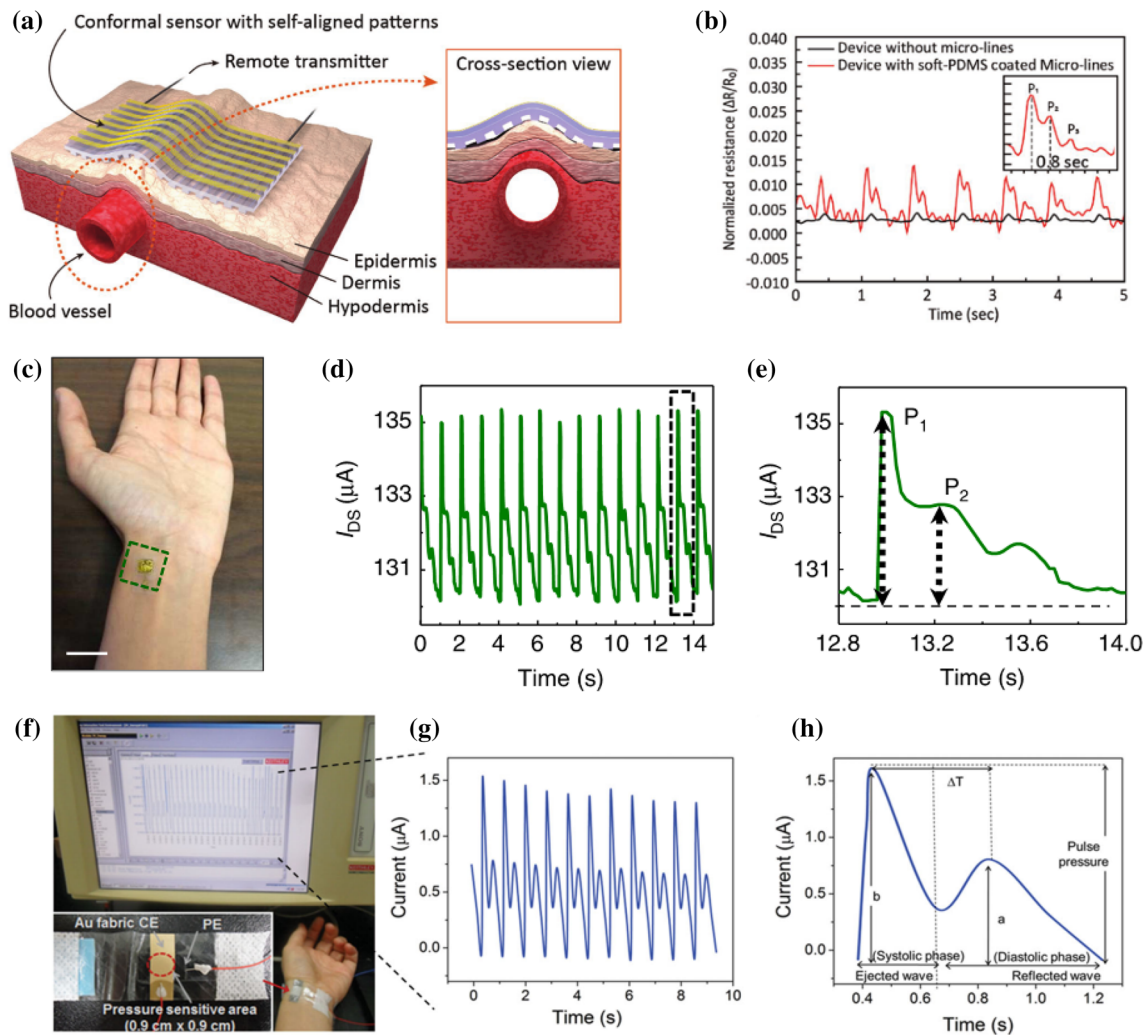 (a)
Conformal sensor with self-aligned patterns
Remote transmitter
Cross-section view
Epidermis
Dermis
Hypodermis
Blood vessel
(b)
Normalized resistance (ΔR/R₀)
0.040
0.035
0.030
0.025
0.020
0.015
0.010
0.005
0.000
-0.005
-0.010
Device without micro-lines
Device with soft-PDMS coated Micro-lines
P₁
P₂
P₃
0.8 sec
0 1 2 3 4 5
Time (sec)
(c)
(d)
I_DS (μA)
135
133
131
0 2 4 6 8 10 12 14
Time (s)
(e)
I_DS (μA)
135
133
131
P₁
P₂
12.8 13.2 13.6 14.0
Time (s)
(f)
Au fabric CE
PE
Pressure sensitive area
(0.9 cm x 0.9 cm)
(g)
Current (μA)
1.5
1.0
0.5
0.0
0 2 4 6 8 10
Time (s)
(h)
Current (μA)
1.5
1.0
0.5
0.0
ΔT
Pulse
pressure
b
a
(Systolic phase)
(Diastolic phase)
Ejected wave
Reflected wave
0.4 0.6 0.8 1.0 1.2
Time (s)